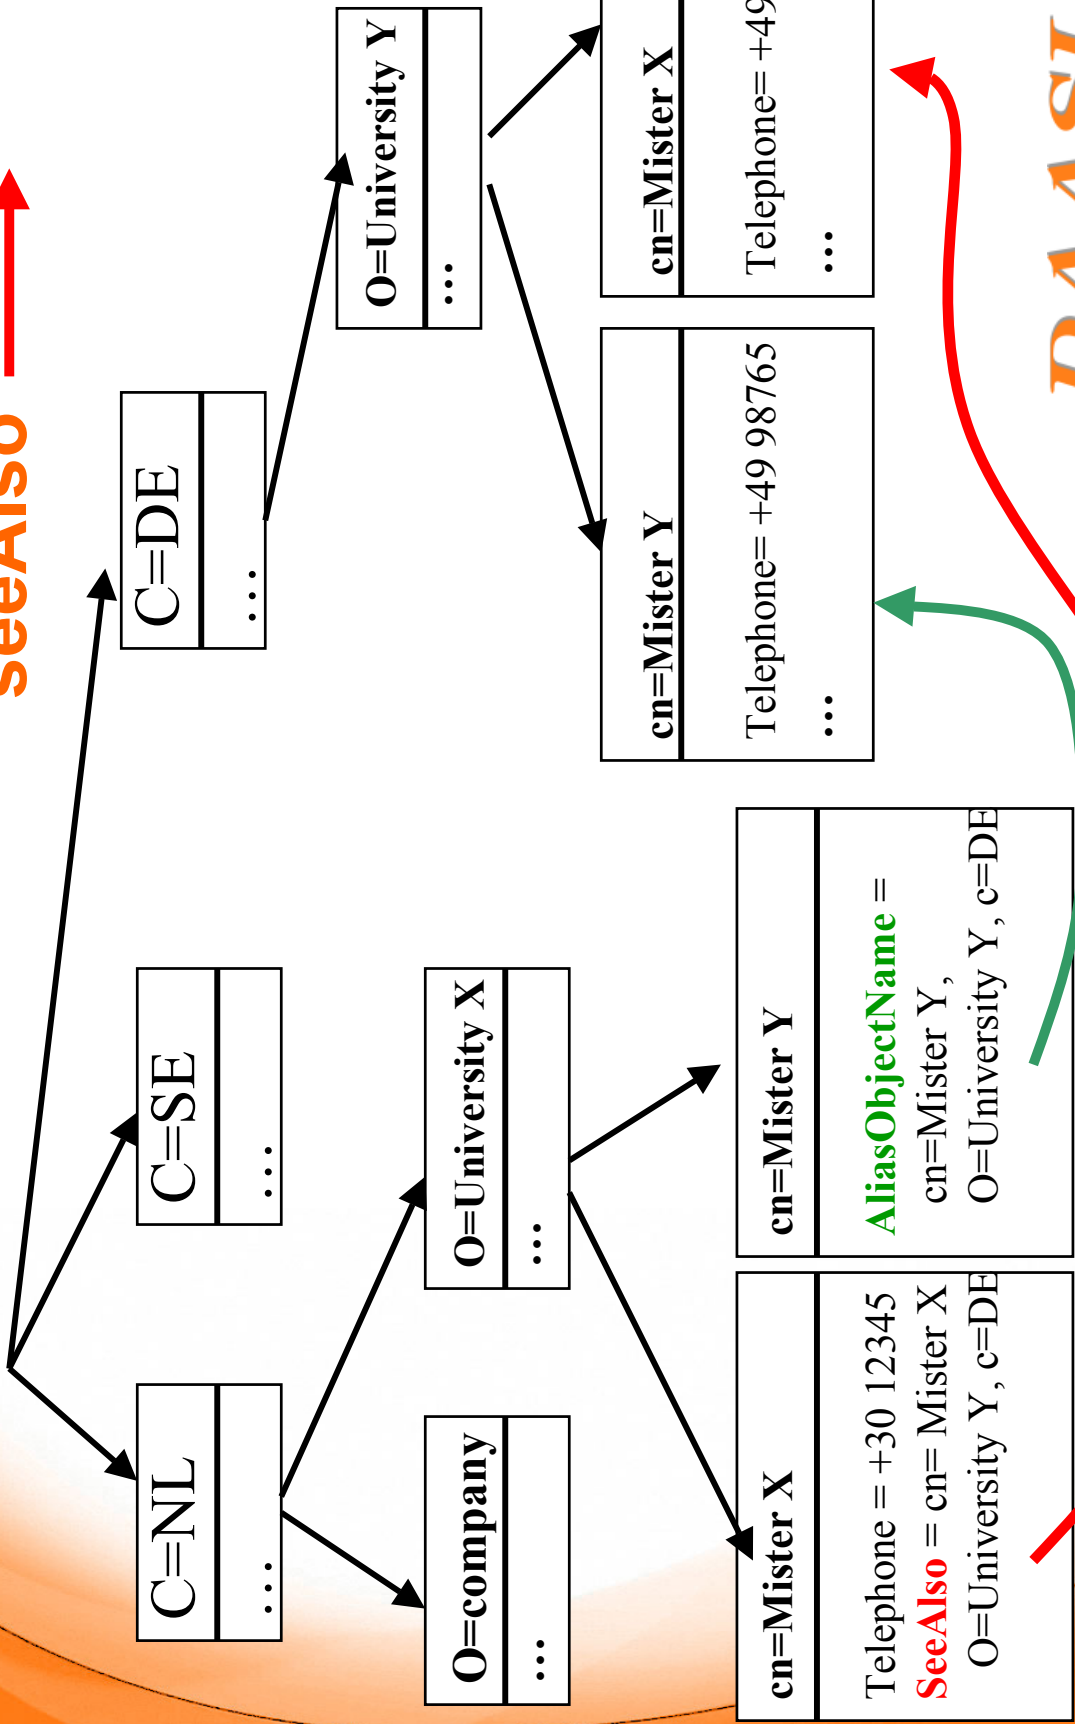 seeAlso
C=NL
...
C=SE
...
C=DE
...
O=company
...
O=University X
...
O=University Y
...
cn=Mister X
Telephone = +30 12345
SeeAlso = cn= Mister X
O=University Y, c=DE
cn=Mister Y
AliasObjectName =
cn=Mister Y,
O=University Y, c=DE
cn=Mister Y
Telephone= +49 98765
...
cn=Mister X
Telephone= +49
...
DAASI